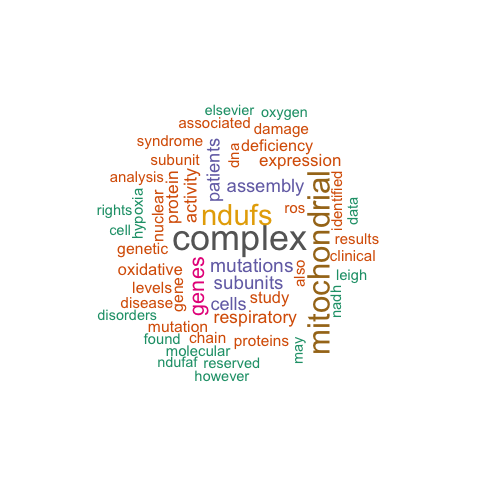 elsevier
oxygen
associated
damage
syndrome
dna
deficiency
subunit
patients
expression
analysis
protein
activity
assembly
mitochondrial
identified
hypoxia
nuclear
rights
ndufs
ros
data
cell
complex
results
genetic
clinical
oxidative
genes
mutations
also
leigh
levels
gene
subunits
nadh
disease
cells
study
disorders
respiratory
mutation
found
chain
proteins
may
molecular
ndufaf
reserved
however